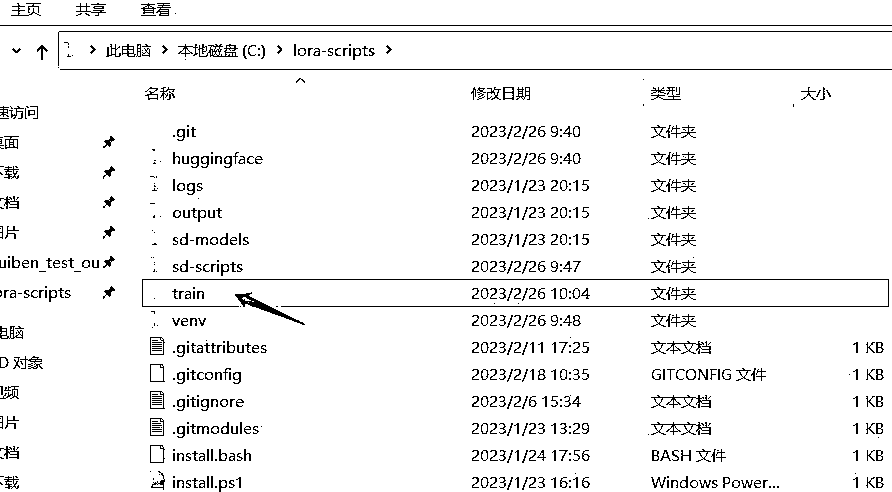 主页 共享 查看
此电脑 本地磁盘 (C:) lora-scripts
名称 修改日期 类型 大小
速访问
.git 2023/2/26 9:40 文件夹
桌面
huggingface 2023/2/26 9:40 文件夹
下载
logs 2023/1/23 20:15 文件夹
文档
output 2023/1/23 20:15 文件夹
图片
sd-models 2023/1/23 20:15 文件夹
uiben_test_ou
sd-scripts 2023/2/26 9:47 文件夹
ora-scripts
train 2023/2/26 10:04 文件夹
venv 2023/2/26 9:48 文件夹
电脑
.gitattributes 2023/2/11 17:25 文本文档 1 KB
D 对象
.gitconfig 2023/2/18 10:35 GITCONFIG 文件 1 KB
视频
.gitignore 2023/2/6 15:34 文本文档 1 KB
图片
.gitmodules 2023/1/23 13:29 文本文档 1 KB
文档
install.bash 2023/1/24 17:56 BASH 文件 1 KB
下载
install.ps1 2023/1/23 16:16 Windows Power... 1 KB